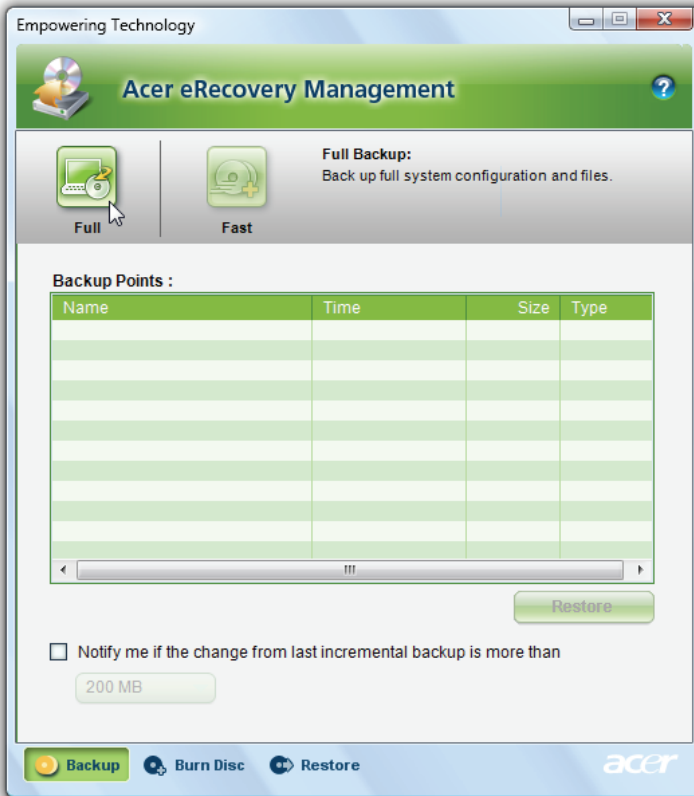 Empowering Technology
Acer eRecovery Management
?
Full
Fast
Full Backup:
Back up full system configuration and files.
Backup Points :
Name Time Size Type
Restore
Notify me if the change from last incremental backup is more than
200 MB
Backup Burn Disc Restore acer